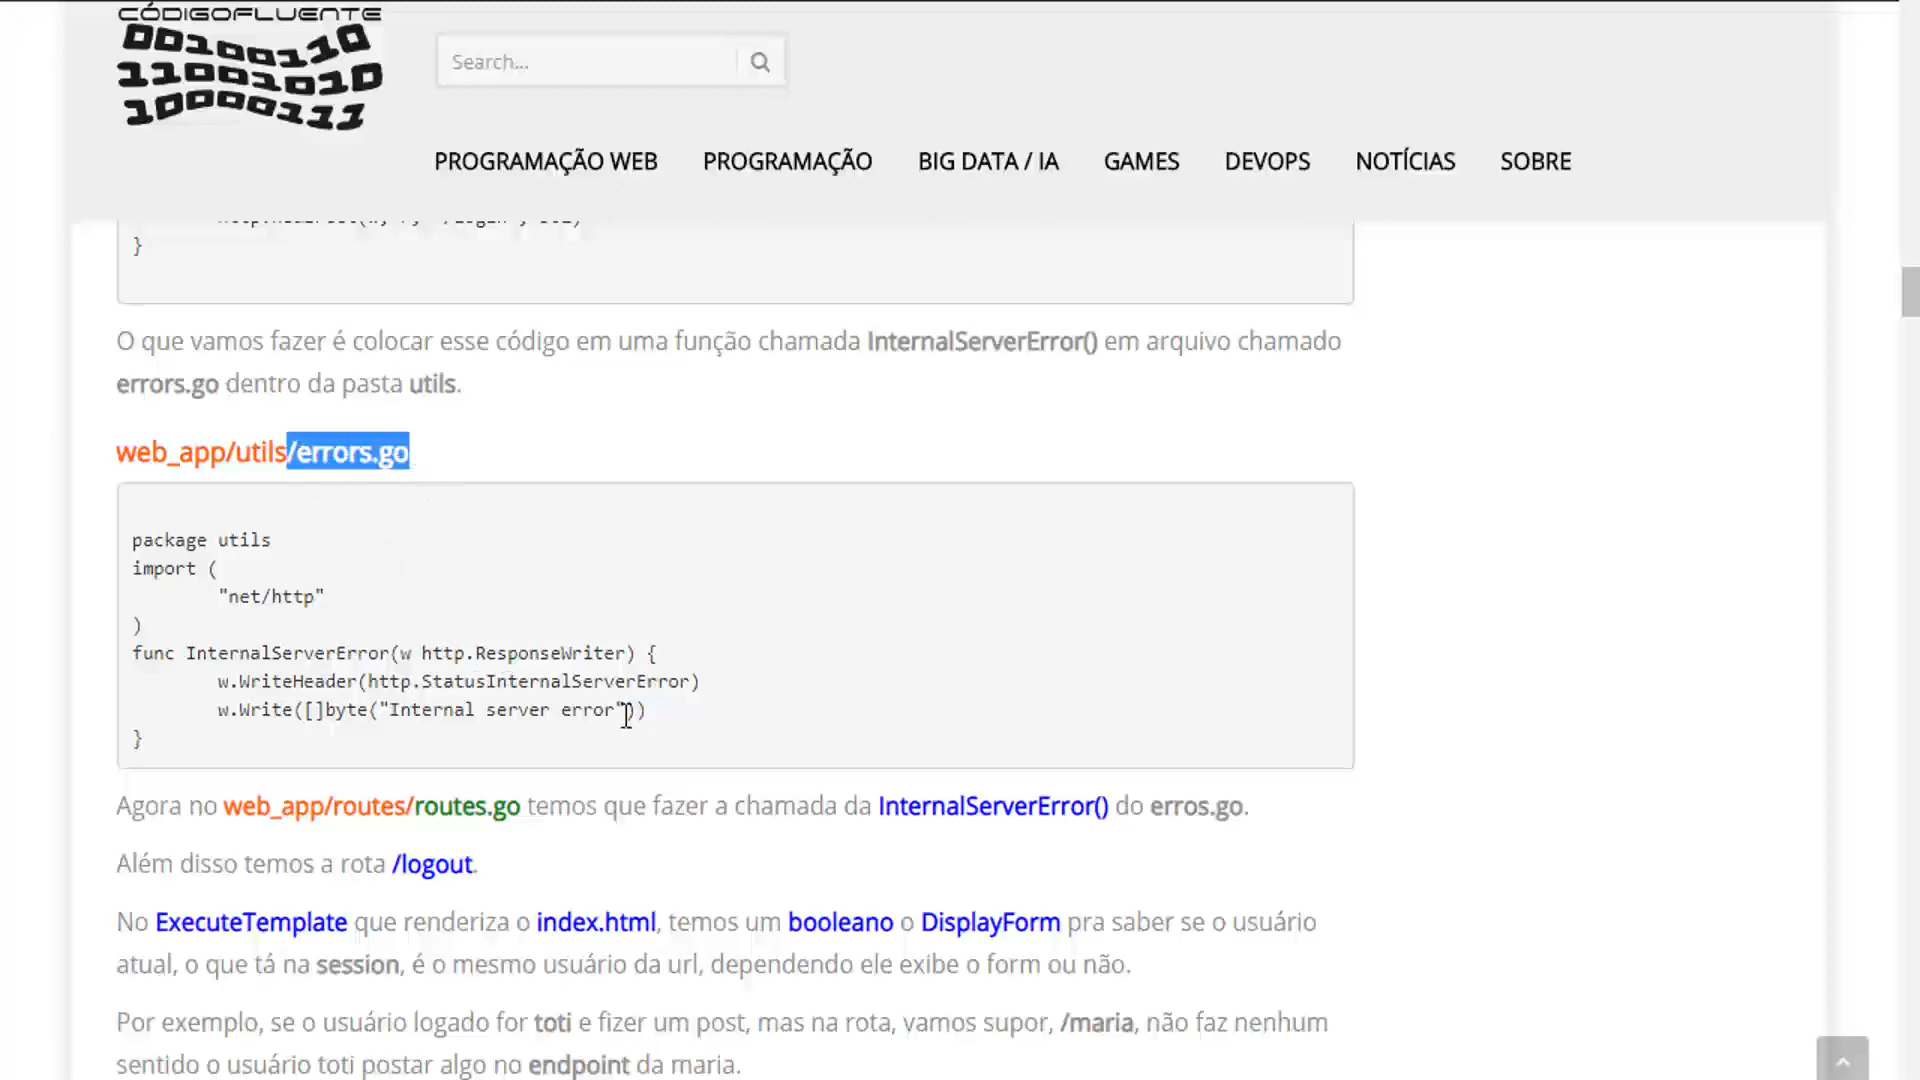 CÓDIGOFLUENTE
00100110
11001010
10000111
Search...
PROGRAMAÇÃO WEB PROGRAMAÇÃO BIG DATA / IA GAMES DEVOPS NOTÍCIAS SOBRE
}
O que vamos fazer é colocar esse código em uma função chamada InternalServerError() em arquivo chamado
errors.go dentro da pasta utils.
web_app/utils/errors.go
package utils
import (
"net/http"
)
func InternalServerError(w http.ResponseWriter) {
w.WriteHeader(http.StatusInternalServerError)
w.Write([]byte("Internal server error"))
}
Agora no web_app/routes/routes.go temos que fazer a chamada da InternalServerError() do erros.go.
Além disso temos a rota /logout.
No ExecuteTemplate que renderiza o index.html, temos um booleano o DisplayForm pra saber se o usuário
atual, o que tá na session, é o mesmo usuário da url, dependendo ele exibe o form ou não.
Por exemplo, se o usuário logado for toti e fizer um post, mas na rota, vamos supor, /maria, não faz nenhum
sentido o usuário toti postar algo no endpoint da maria.